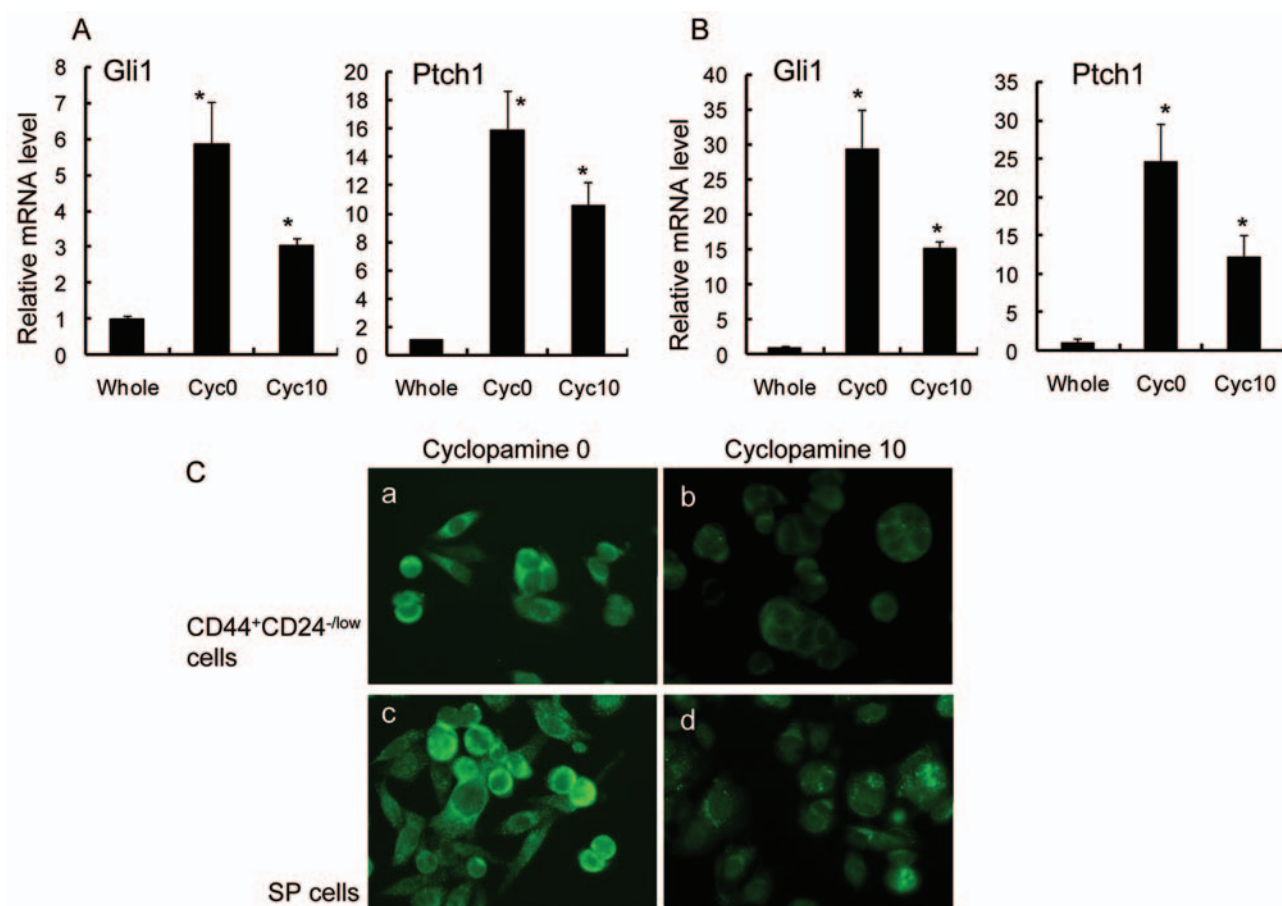 A
B
Gli1
Ptch1
Gli1
Ptch1
Relative mRNA level
8
7
6
5
4
3
2
1
0
Whole Cyc0 Cyc10
20
18
16
14
12
10
8
6
4
2
0
Whole Cyc0 Cyc10
Relative mRNA level
40
35
30
25
20
15
10
5
0
Whole Cyc0 Cyc10
35
30
25
20
15
10
5
0
Whole Cyc0 Cyc10
*
*
*
*
*
*
*
*
C
Cyclopamine 0
Cyclopamine 10
a
b
CD44⁺CD24⁻/ˡᵒʷ
cells
c
d
SP cells